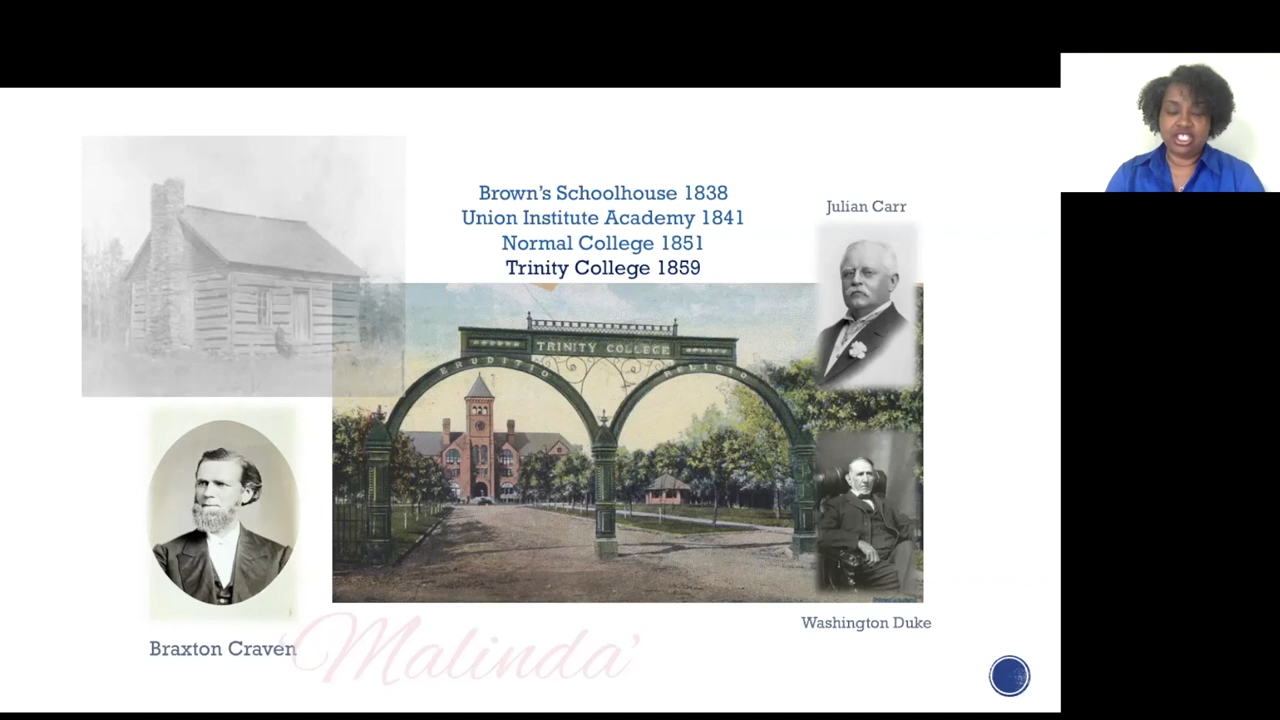 Brown's Schoolhouse 1838
Union Institute Academy 1841
Normal College 1851
Trinity College 1859
Julian Carr
TRINITY COLLEGE
ERUDITIO
RELIGIO
Washington Duke
Braxton Craven
'Malinda'